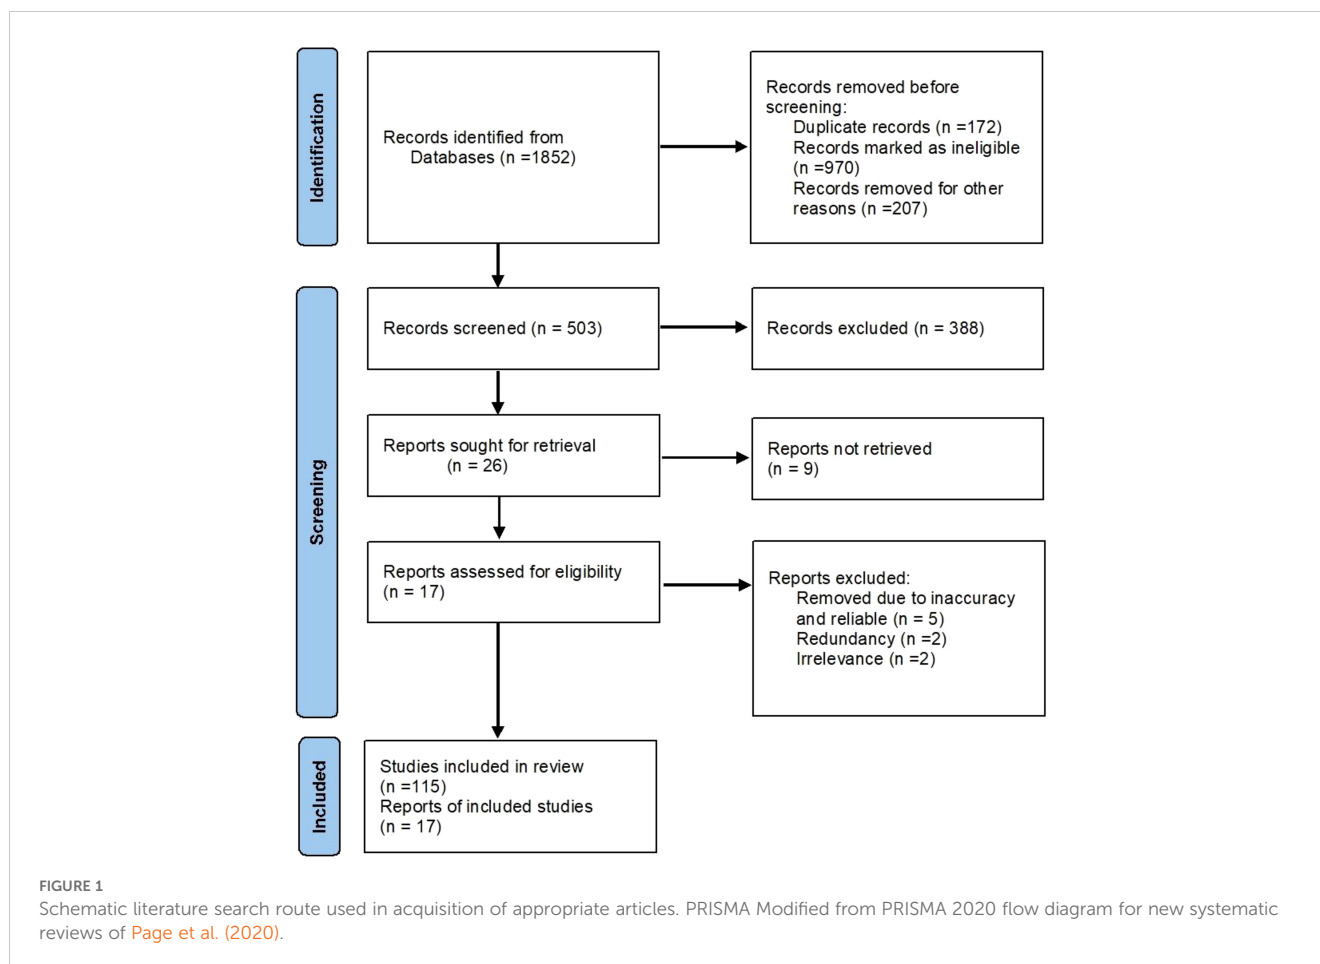 Identification
Records identified from
Databases (n =1852)
Records removed before
screening:
Duplicate records (n =172)
Records marked as ineligible
(n =970)
Records removed for other
reasons (n =207)
Screening
Records screened (n = 503)
Records excluded (n = 388)
Reports sought for retrieval
(n = 26)
Reports not retrieved
(n = 9)
Reports assessed for eligibility
(n = 17)
Reports excluded:
Removed due to inaccuracy
and reliable (n = 5)
Redundancy (n =2)
Irrelevance (n =2)
Included
Studies included in review
(n =115)
Reports of included studies
(n = 17)
FIGURE 1
Schematic literature search route used in acquisition of appropriate articles. PRISMA Modified from PRISMA 2020 flow diagram for new systematic
reviews of Page et al. (2020).